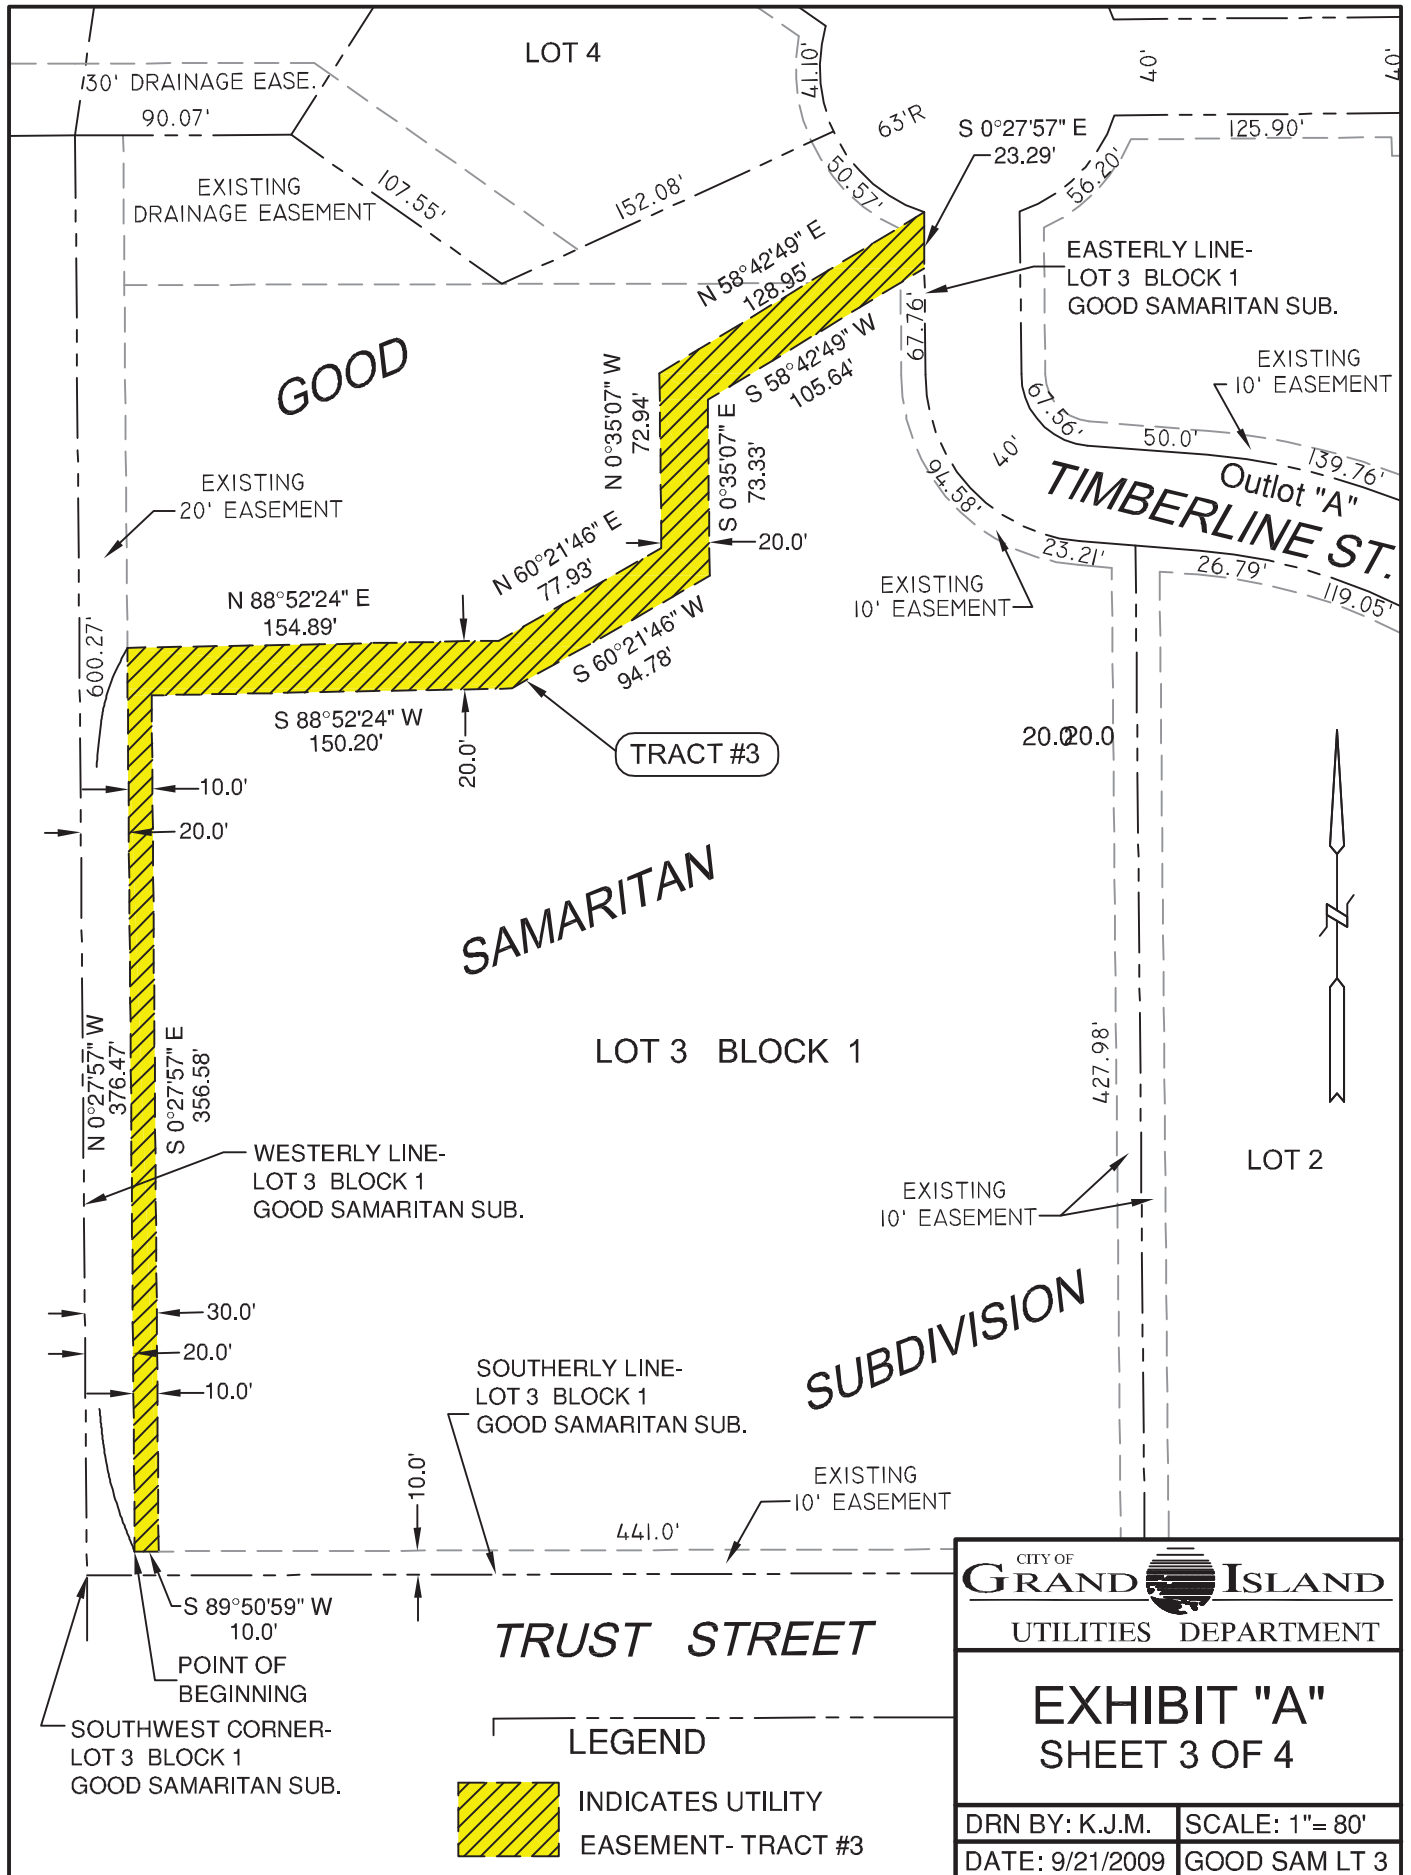 LOT 4
30' DRAINAGE EASE.
90.07'
41.10'
40'
40'
63'R
S 0°27'57" E
23.29'
125.90'
EXISTING
DRAINAGE EASEMENT
107.55'
152.08'
50.57'
56.20'
N 58°42'49" E
128.95'
EASTERLY LINE-
LOT 3 BLOCK 1
GOOD SAMARITAN SUB.
67.76'
S 58°42'49" W
105.64'
GOOD
N 0°35'07" W
72.94'
S 0°35'07" E
73.33'
EXISTING
10' EASEMENT
67.56'
50.0'
139.76'
40'
Outlot "A"
TIMBERLINE ST.
94.58'
EXISTING
20' EASEMENT
20.0'
N 60°21'46" E
77.93'
23.21'
26.79'
119.05'
EXISTING
10' EASEMENT
N 88°52'24" E
154.89'
600.27'
S 60°21'46" W
94.78'
S 88°52'24" W
150.20'
20.0'
TRACT #3
20.0
20.0
10.0'
20.0'
SAMARITAN
N 0°27'57" W
376.47'
S 0°27'57" E
356.58'
LOT 3 BLOCK 1
427.98'
WESTERLY LINE-
LOT 3 BLOCK 1
GOOD SAMARITAN SUB.
LOT 2
EXISTING
10' EASEMENT
30.0'
20.0'
10.0'
SUBDIVISION
SOUTHERLY LINE-
LOT 3 BLOCK 1
GOOD SAMARITAN SUB.
10.0'
EXISTING
10' EASEMENT
441.0'
S 89°50'59" W
10.0'
POINT OF
BEGINNING
TRUST STREET
SOUTHWEST CORNER-
LOT 3 BLOCK 1
GOOD SAMARITAN SUB.
LEGEND
INDICATES UTILITY
EASEMENT- TRACT #3
CITY OF
GRAND ISLAND
UTILITIES DEPARTMENT
EXHIBIT "A"
SHEET 3 OF 4
DRN BY: K.J.M.
SCALE: 1"= 80'
DATE: 9/21/2009
GOOD SAM LT 3